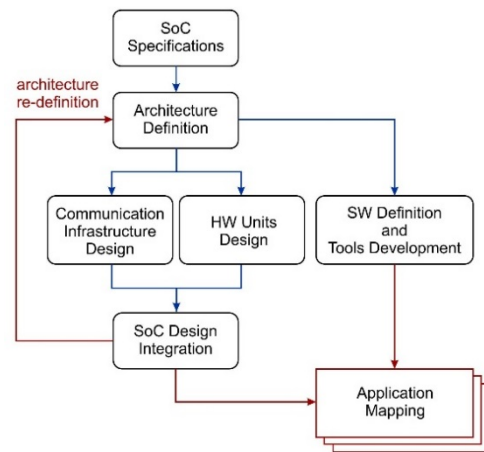 SoC
Specifications
architecture
re-definition
Architecture
Definition
Communication
Infrastructure
Design
HW Units
Design
SW Definition
and
Tools Development
SoC Design
Integration
Application
Mapping